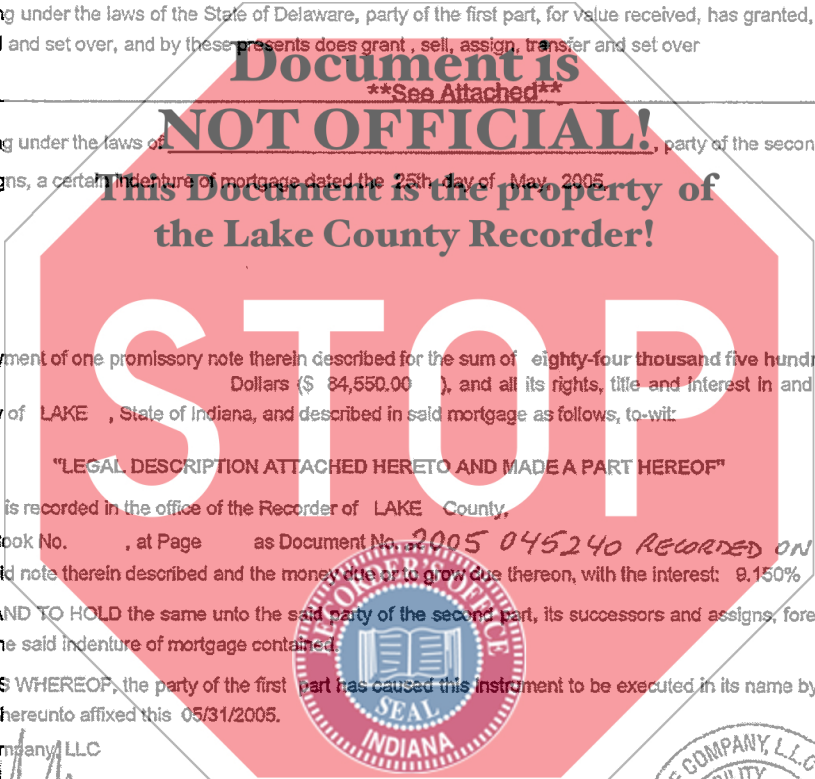 g under the laws of the State of Delaware, party of the first part, for value received, has granted,
and set over, and by these presents does grant , sell, assign, transfer and set over
Document is
**See Attached**
NOT OFFICIAL!
g under the laws of , party of the secon
gns, a certain indenture of mortgage dated the 25th day of May, 2005,
This Document is the property of
the Lake County Recorder!
STOP
yment of one promissory note therein described for the sum of eighty-four thousand five hundr
Dollars ($ 84,550.00 ), and all its rights, title and interest in and
y of LAKE , State of Indiana, and described in said mortgage as follows, to-wit:
"LEGAL DESCRIPTION ATTACHED HERETO AND MADE A PART HEREOF"
is recorded in the office of the Recorder of LAKE County,
ook No. , at Page as Document No. 2005 045240 RECORDED ON
d note therein described and the money due or to grow due thereon, with the interest: 9.150%
AND TO HOLD the same unto the said party of the second part, its successors and assigns, fore
he said indenture of mortgage contained.
S WHEREOF, the party of the first part has caused this instrument to be executed in its name by
hereunto affixed this 05/31/2005.
mpany LLC
RECORDER'S OFFICE
SEAL
INDIANA
COMPANY, L.L.C